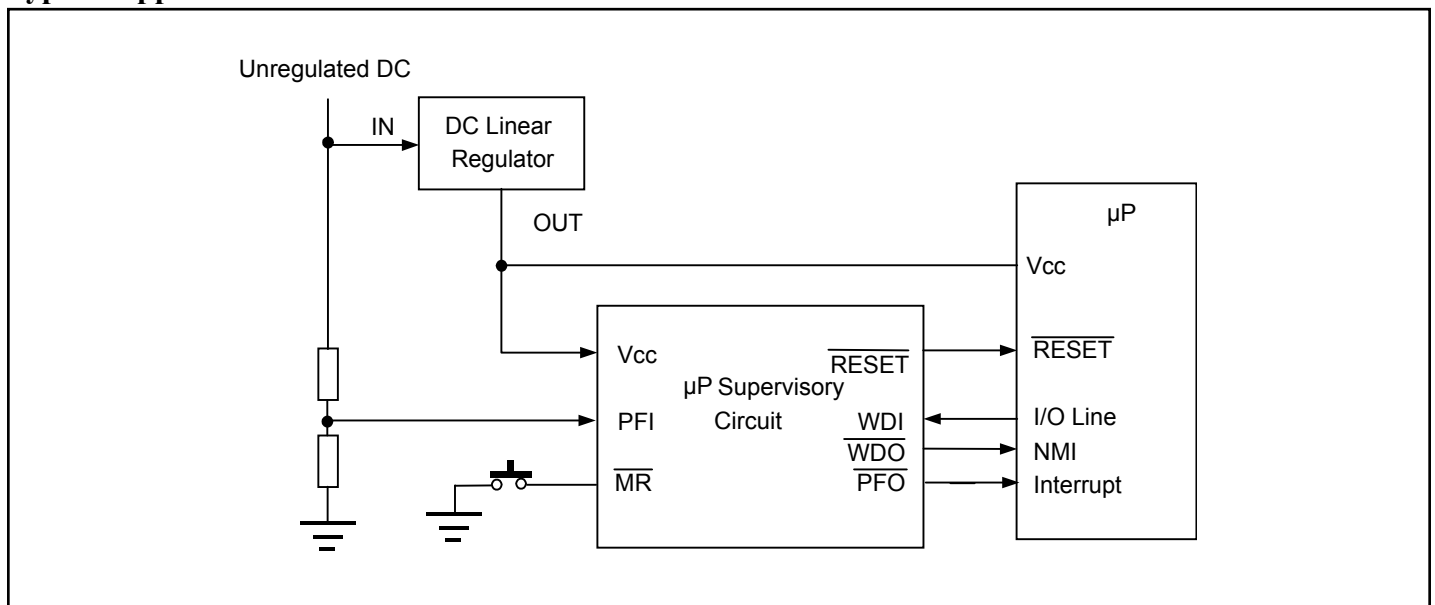 Unregulated DC
IN
DC Linear
Regulator
OUT
µP
Vcc
Vcc
RESET
RESET
µP Supervisory
Circuit
PFI
WDI
I/O Line
WDO
NMI
MR
PFO
Interrupt